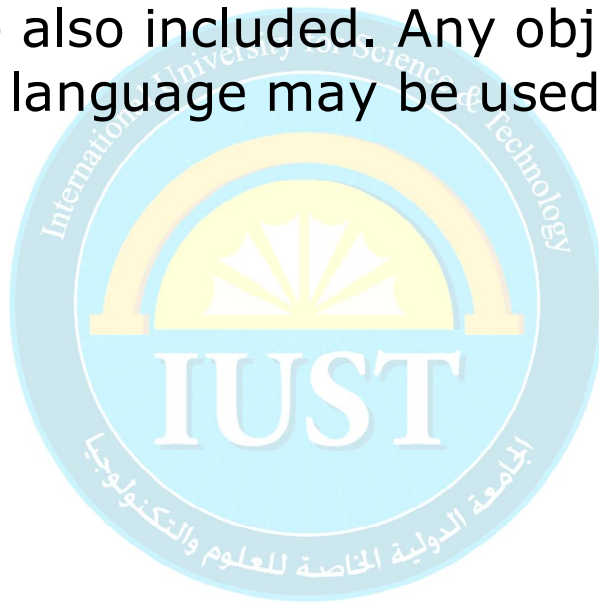 also included. Any obj
language may be used
International University for Science & Technology
IUST
الجامعة الدولية الخاصة للعلوم والتكنولوجيا